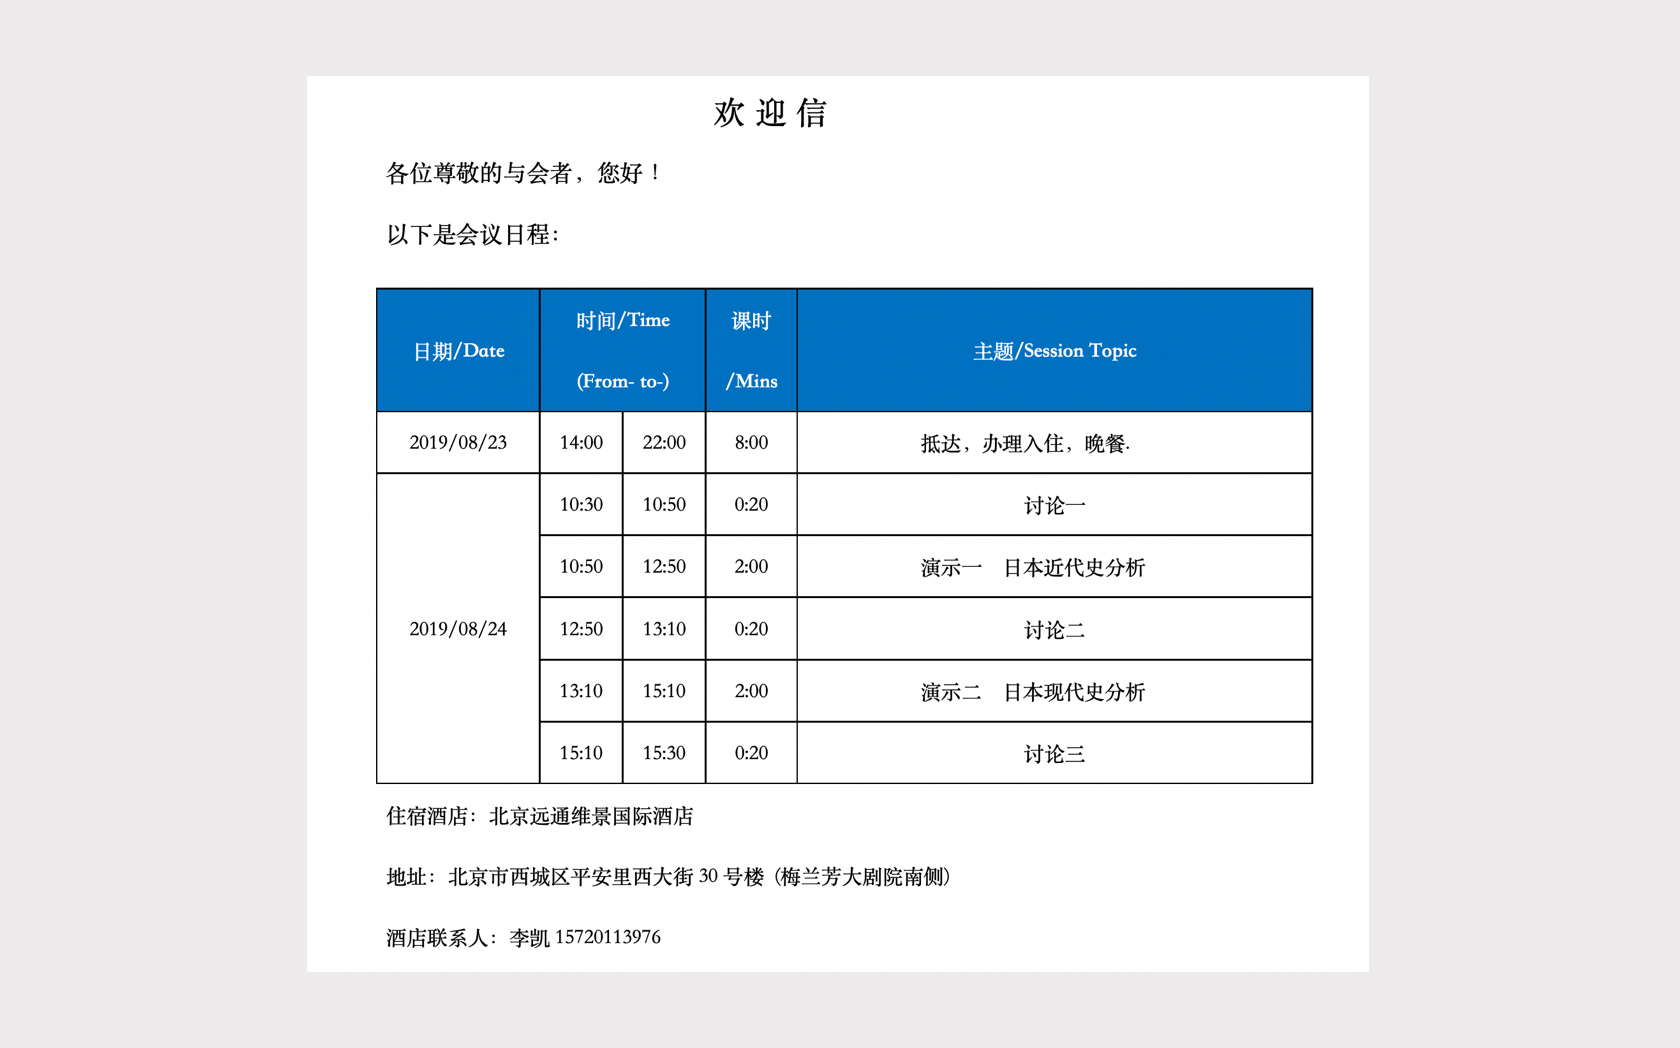 欢 迎 信
各位尊敬的与会者，您好！
以下是会议日程：
日期/Date 时间/Time (From- to-) 课时 /Mins 主题/Session Topic
2019/08/23 14:00 22:00 8:00 抵达，办理入住，晚餐.
2019/08/24 10:30 10:50 0:20 讨论一
10:50 12:50 2:00 演示一 日本近代史分析
12:50 13:10 0:20 讨论二
13:10 15:10 2:00 演示二 日本现代史分析
15:10 15:30 0:20 讨论三
住宿酒店：北京远通维景国际酒店
地址：北京市西城区平安里西大街 30 号楼（梅兰芳大剧院南侧）
酒店联系人：李凯 15720113976